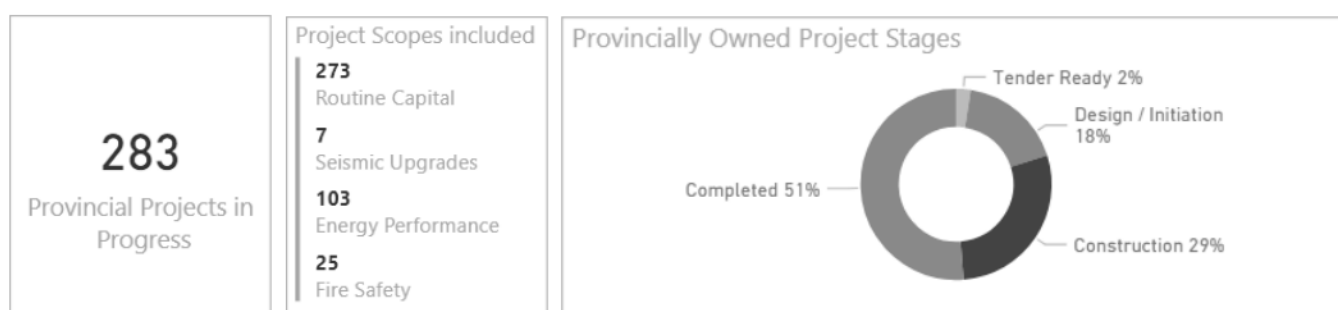 283
Provincial Projects in
Progress
Project Scopes included
273
Routine Capital
7
Seismic Upgrades
103
Energy Performance
25
Fire Safety
Provincially Owned Project Stages
Tender Ready 2%
Design / Initiation
18%
Completed 51%
Construction 29%